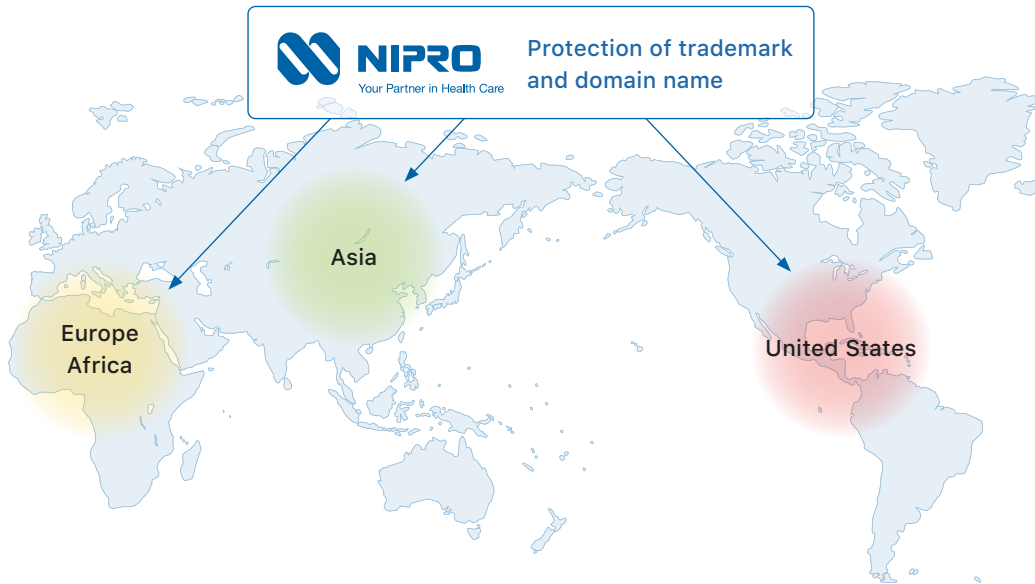 NIPRO
Your Partner in Health Care
Protection of trademark
and domain name
Asia
Europe
Africa
United States